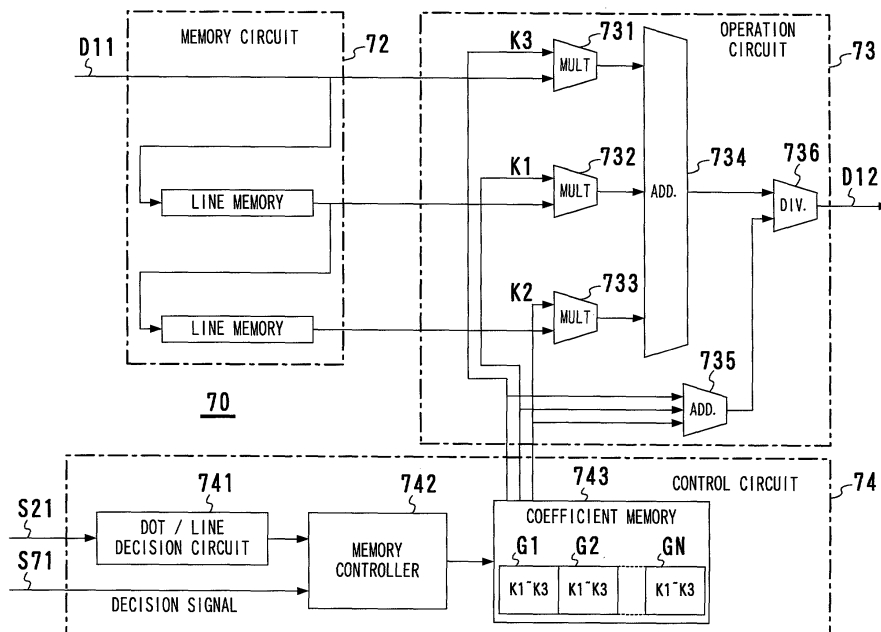 MEMORY CIRCUIT
72
D11
LINE MEMORY
LINE MEMORY
70
OPERATION
CIRCUIT
73
K3
731
MULT
K1
732
MULT
K2
733
MULT
ADD.
734
735
ADD.
736
DIV.
D12
CONTROL CIRCUIT
74
S21
741
DOT / LINE
DECISION CIRCUIT
S71
DECISION SIGNAL
742
MEMORY
CONTROLLER
743
COEFFICIENT MEMORY
G1
G2
GN
K1~K3
K1~K3
K1~K3